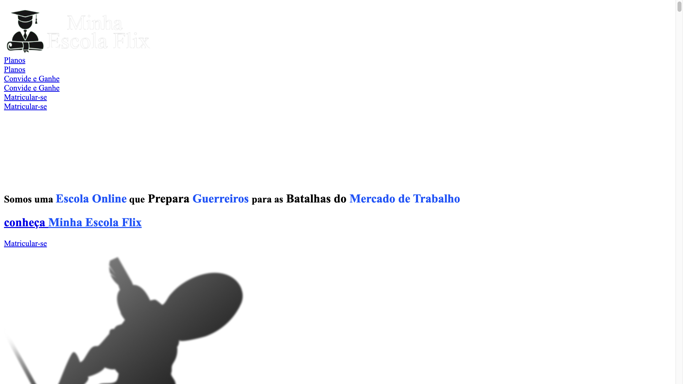 Minha
Escola Flix
Planos
Planos
Convide e Ganhe
Convide e Ganhe
Matricular-se
Matricular-se
Somos uma Escola Online que Prepara Guerreiros para as Batalhas do Mercado de Trabalho
conheça Minha Escola Flix
Matricular-se